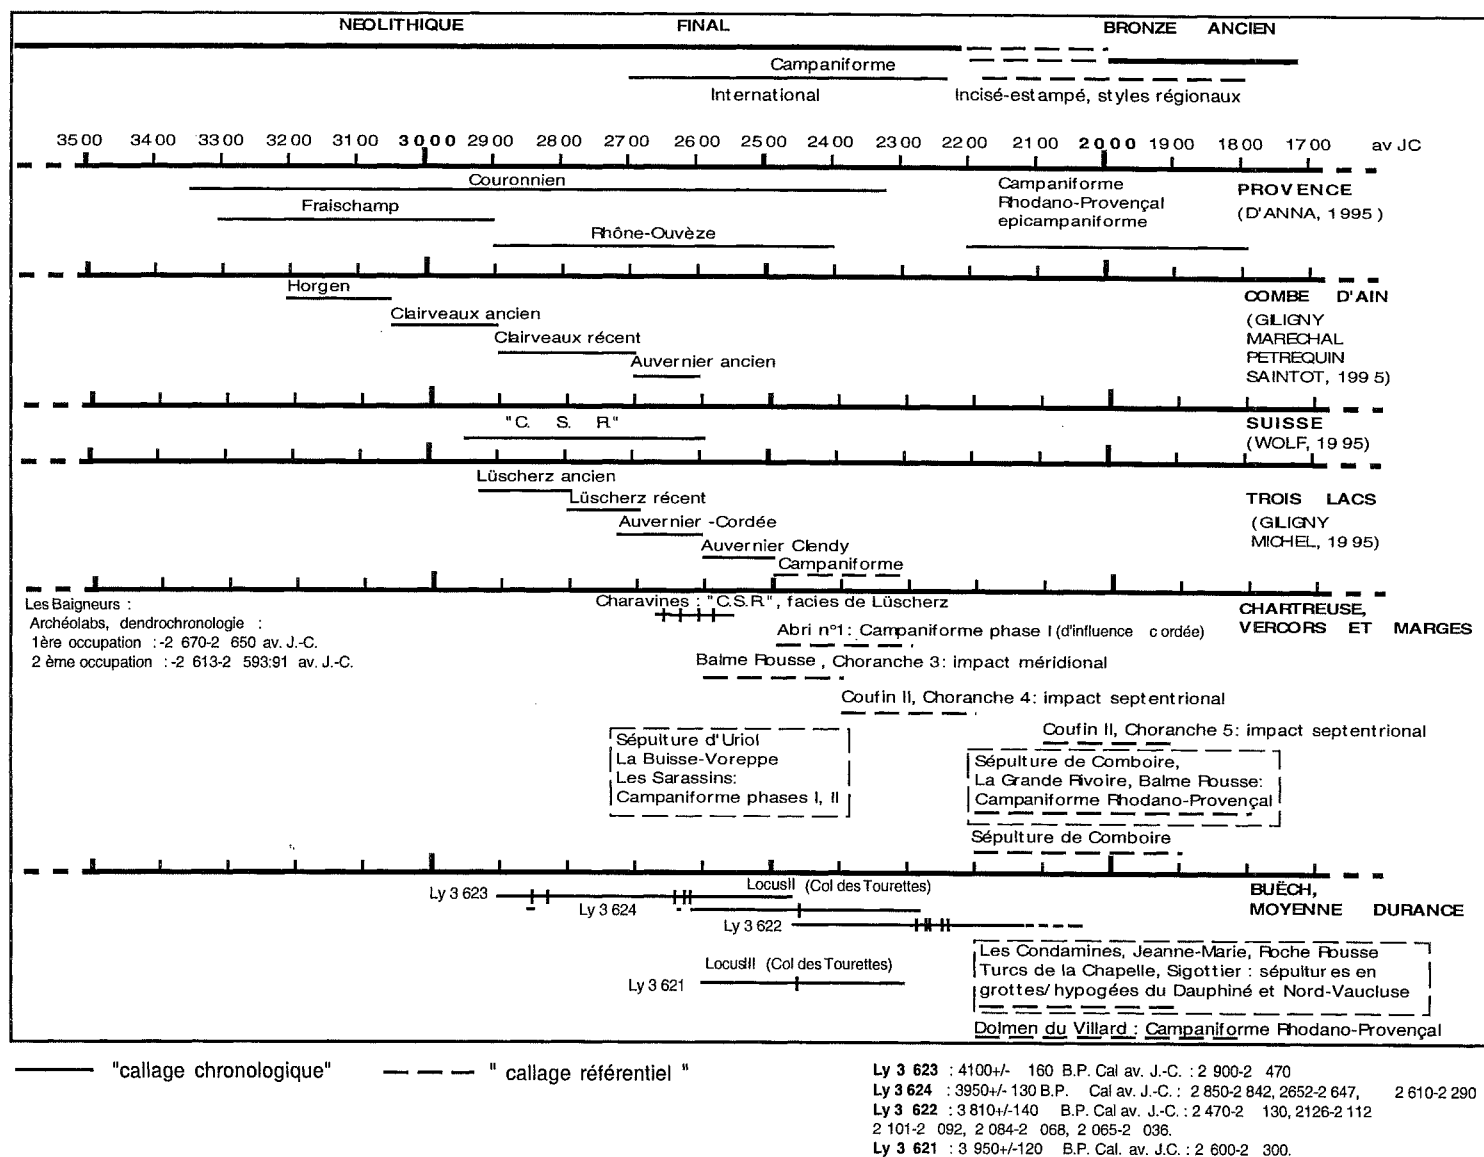 NEOLITHIQUE FINAL BRONZE ANCIEN
Campaniforme
International Incisé-estampé, styles régionaux
3500 3400 3300 3200 3100 3000 2900 2800 2700 2600 2500 2400 2300 2200 2100 2000 1900 1800 1700 av JC
Couronnien
Fraischamp
Rhône-Ouvèze
Campaniforme
Rhodano-Provençal
epicampaniforme
PROVENCE
(D'ANNA, 1995)
Horgen
Clairveaux ancien
Clairveaux récent
Auvernier ancien
COMBE D'AIN
(GILIGNY
MARECHAL
PETREQUIN
SAINTOT, 1995)
"C. S. R."
SUISSE
(WOLF, 1995)
Lüscherz ancien
Lüscherz récent
Auvernier -Cordée
Auvernier Clendy
Campaniforme
TROIS LACS
(GILIGNY
MICHEL, 1995)
Les Baigneurs :
Archéolabs, dendrochronologie :
1ère occupation : -2 670-2 650 av. J.-C.
2 ème occupation : -2 613-2 593:91 av. J.-C.
Charavines : "C.S.R.", facies de Lüscherz
Abri n°1: Campaniforme phase I (d'influence cordée)
Balme Rousse, Choranche 3: impact méridional
Coufin II, Choranche 4: impact septentrional
Coufin II, Choranche 5: impact septentrional
CHARTREUSE,
VERCORS ET MARGES
Sépulture d'Uriol
La Buisse-Voreppe
Les Sarassins:
Campaniforme phases I, II
Sépulture de Comboire,
La Grande Rivoire, Balme Rousse:
Campaniforme Rhodano-Provençal
Sépulture de Comboire
Ly 3 623 LocusII (Col des Tourettes)
Ly 3 624
Ly 3 622
LocusIII (Col des Tourettes)
Ly 3 621
BUËCH,
MOYENNE DURANCE
Les Condamines, Jeanne-Marie, Roche Rousse
Turcs de la Chapelle, Sigottier : sépultures en
grottes/hypogées du Dauphiné et Nord-Vaucluse
Dolmen du Villard : Campaniforme Rhodano-Provençal
"callage chronologique" " callage référentiel "
Ly 3 623 : 4100+/- 160 B.P. Cal av. J.-C. : 2 900-2 470
Ly 3 624 : 3950+/- 130 B.P. Cal av. J.-C. : 2 850-2 842, 2652-2 647, 2 610-2 290
Ly 3 622 : 3 810+/-140 B.P. Cal av. J.-C. : 2 470-2 130, 2126-2 112
2 101-2 092, 2 084-2 068, 2 065-2 036.
Ly 3 621 : 3 950+/-120 B.P. Cal. av. J.C. : 2 600-2 300.